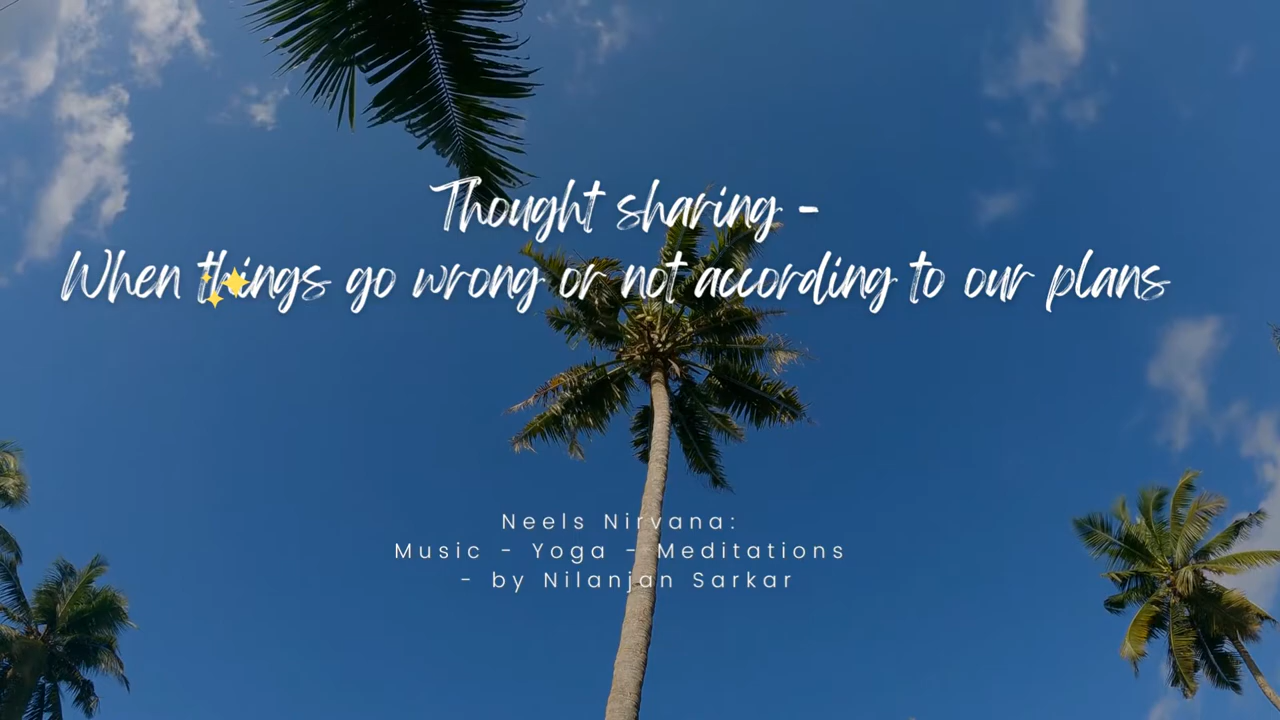 Thought sharing -
When things go wrong or not according to our plans
Neels Nirvana:
Music - Yoga - Meditations
- by Nilanjan Sarkar